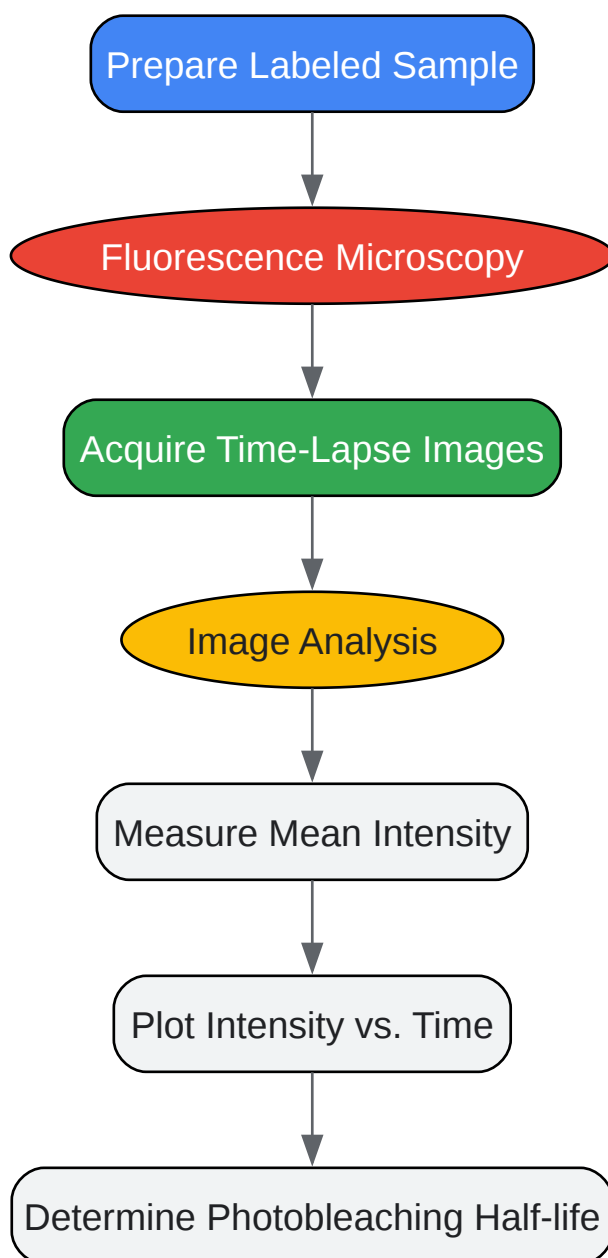 Prepare Labeled Sample
Fluorescence Microscopy
Acquire Time-Lapse Images
Image Analysis
Measure Mean Intensity
Plot Intensity vs. Time
Determine Photobleaching Half-life